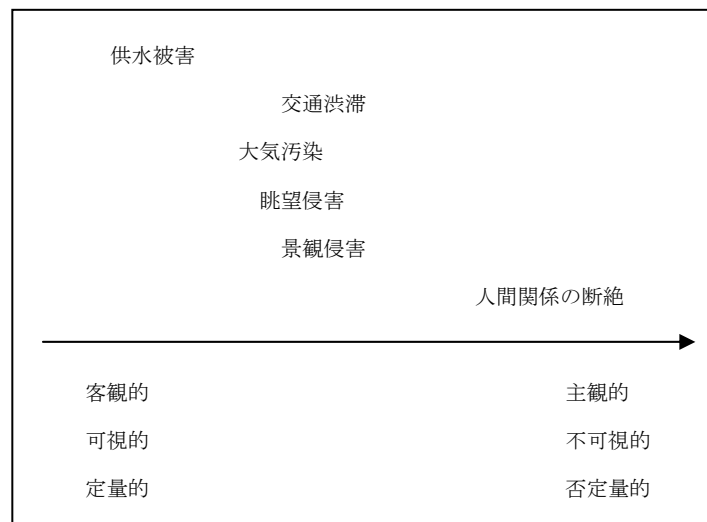 供水被害
交通渋滞
大気汚染
眺望侵害
景観侵害
人間関係の断絶
客観的 主観的
可視的 不可視的
定量的 否定量的